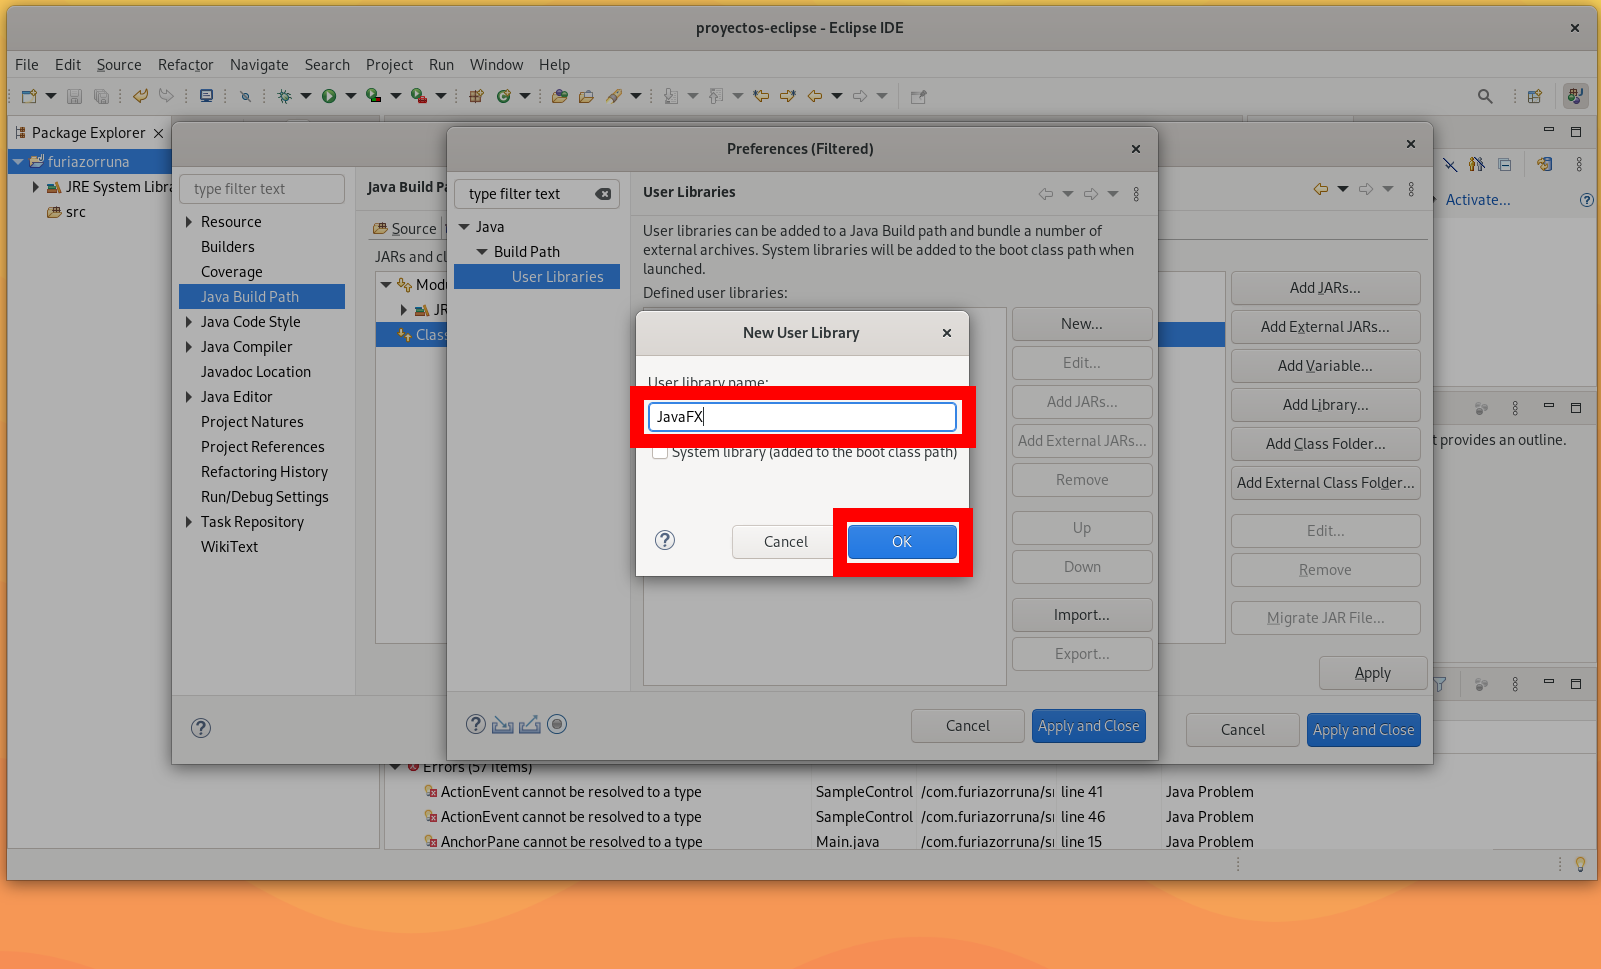 proyectos-eclipse - Eclipse IDE
File Edit Source Refactor Navigate Search Project Run Window Help
Package Explorer
furiazorruna
JRE System Libra
src
type filter text
Resource
Builders
Coverage
Java Build Path
Java Code Style
Java Compiler
Javadoc Location
Java Editor
Project Natures
Project References
Refactoring History
Run/Debug Settings
Task Repository
WikiText
Java Build Pa
Source
JARs and cl
Modu
JR
Class
Preferences (Filtered)
type filter text
Java
Build Path
User Libraries
User Libraries
User libraries can be added to a Java Build path and bundle a number of
external archives. System libraries will be added to the boot class path when
launched.
Defined user libraries:
New...
Edit...
Add JARs...
Add External JARs...
Remove
Up
Down
Import...
Export...
Cancel
Apply and Close
New User Library
User library name:
JavaFX
System library (added to the boot class path)
Cancel
OK
Add JARs...
Add External JARs...
Add Variable...
Add Library...
Add Class Folder...
Add External Class Folder...
Edit...
Remove
Migrate JAR File...
Apply
Cancel
Apply and Close
Activate...
t provides an outline.
Errors (57 items)
ActionEvent cannot be resolved to a type SampleControl /com.furiazorruna/sr line 41 Java Problem
ActionEvent cannot be resolved to a type SampleControl /com.furiazorruna/sr line 46 Java Problem
AnchorPane cannot be resolved to a type Main.java /com.furiazorruna/sr line 15 Java Problem